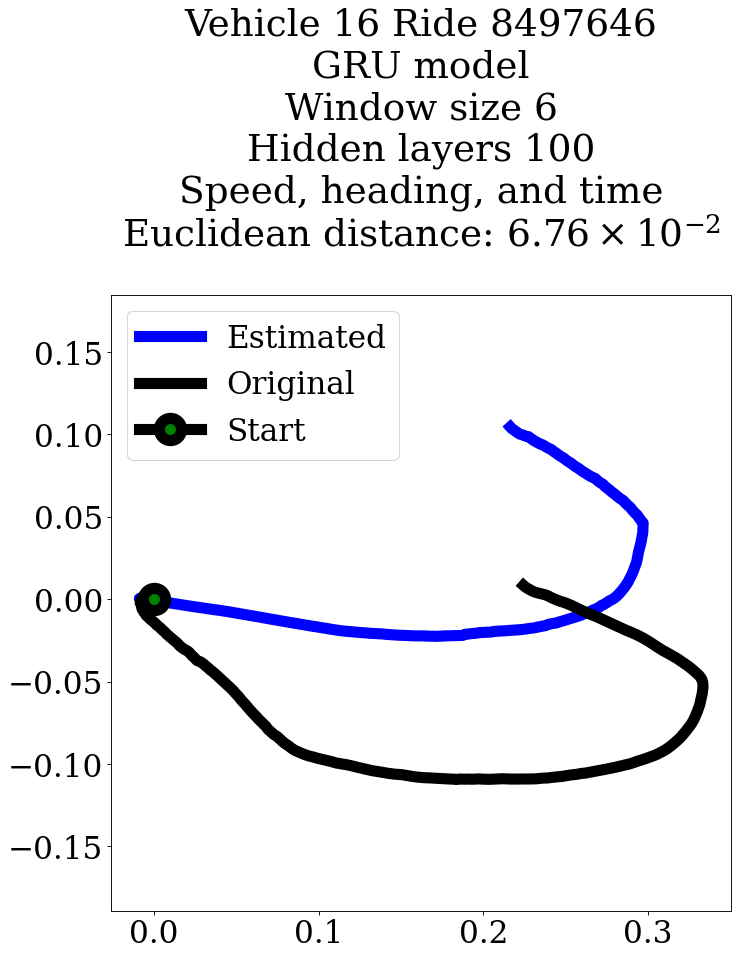 Vehicle 16 Ride 8497646
GRU model
Window size 6
Hidden layers 100
Speed, heading, and time
Euclidean distance: 6.76 × 10⁻²
Estimated
Original
Start
0.15
0.10
0.05
0.00
−0.05
−0.10
−0.15
0.0 0.1 0.2 0.3